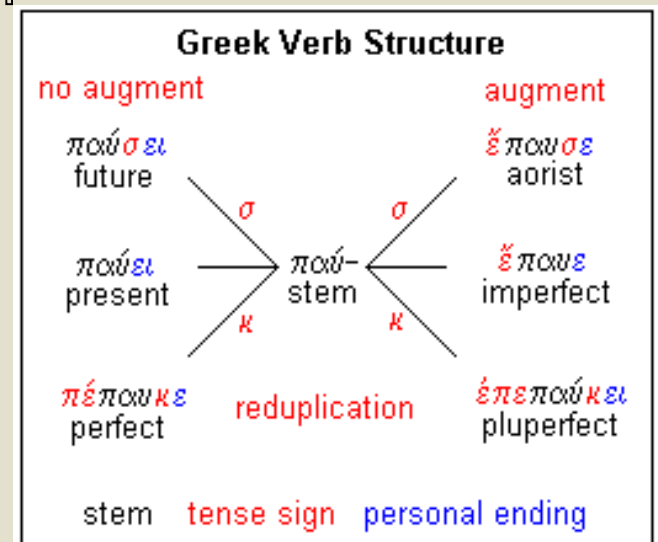 Greek Verb Structure
no augment augment
παύσει ἔπαυσε
future aorist
σ σ
παύει παύ- ἔπαυε
present stem imperfect
κ κ
πέπαυκε reduplication ἐπεπαύκει
perfect pluperfect
stem tense sign personal ending